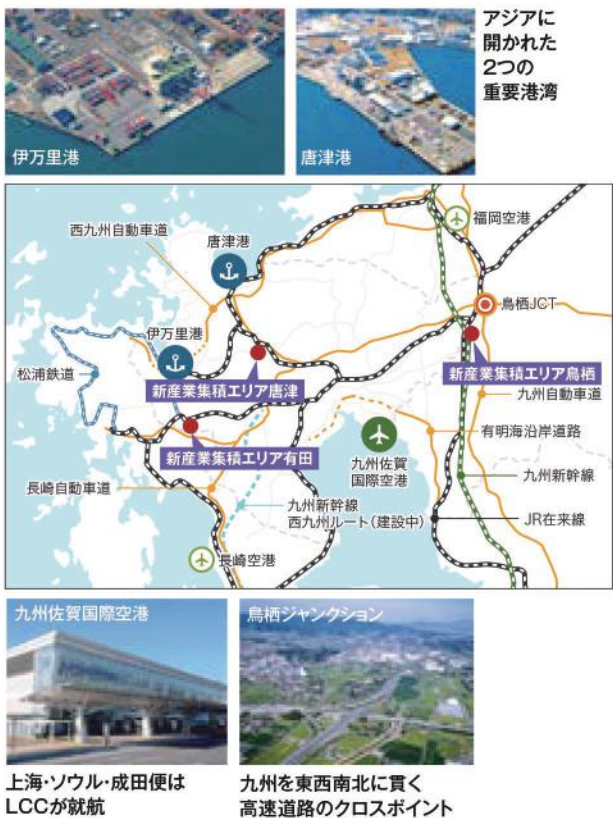 アジアに
開かれた
2つの
重要港湾
伊万里港
唐津港
西九州自動車道
唐津港
福岡空港
鳥栖JCT
伊万里港
松浦鉄道
新産業集積エリア唐津
新産業集積エリア鳥栖
九州自動車道
新産業集積エリア有田
九州佐賀
国際空港
有明海沿岸道路
長崎自動車道
九州新幹線
西九州ルート(建設中)
九州新幹線
JR在来線
長崎空港
九州佐賀国際空港
鳥栖ジャンクション
上海・ソウル・成田便は
LCCが就航
九州を東西南北に貫く
高速道路のクロスポイント